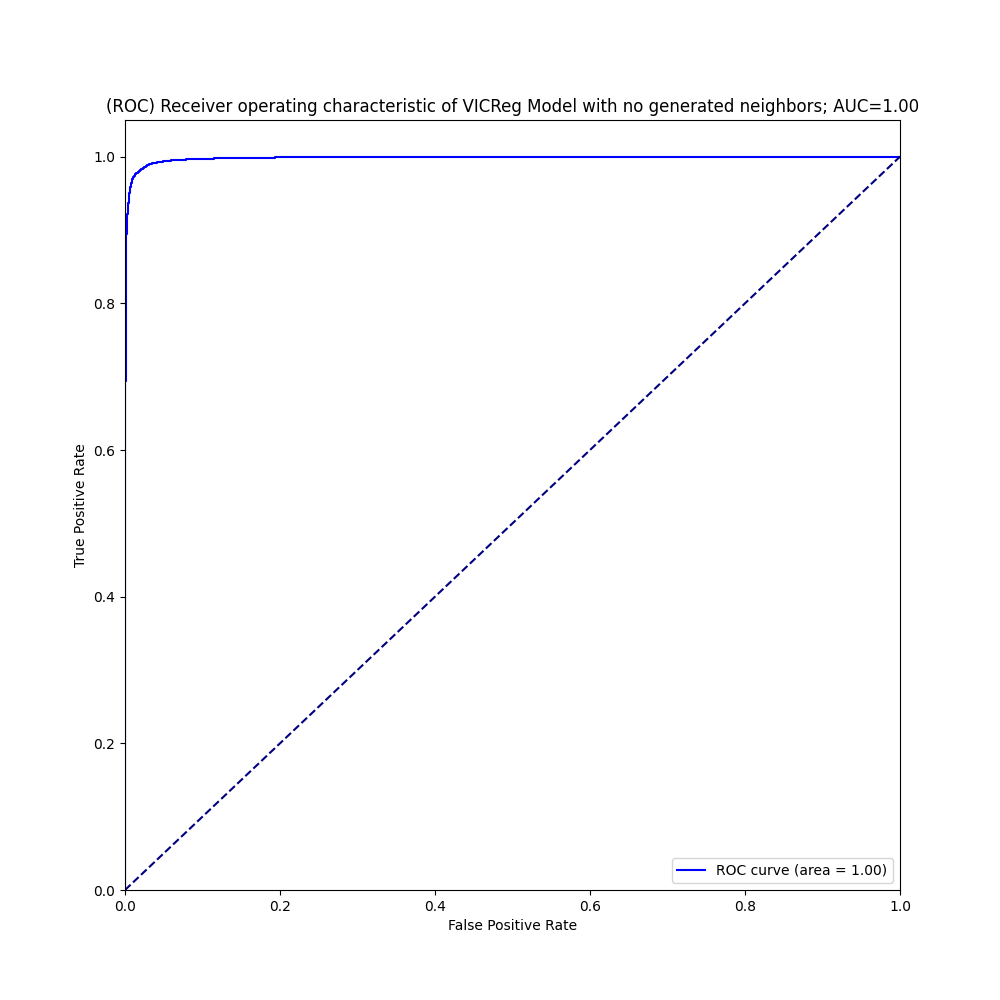 (ROC) Receiver operating characteristic of VICReg Model with no generated neighbors; AUC=1.00
1.0
0.8
0.6
0.4
0.2
0.0
True Positive Rate
ROC curve (area = 1.00)
0.0 0.2 0.4 0.6 0.8 1.0
False Positive Rate